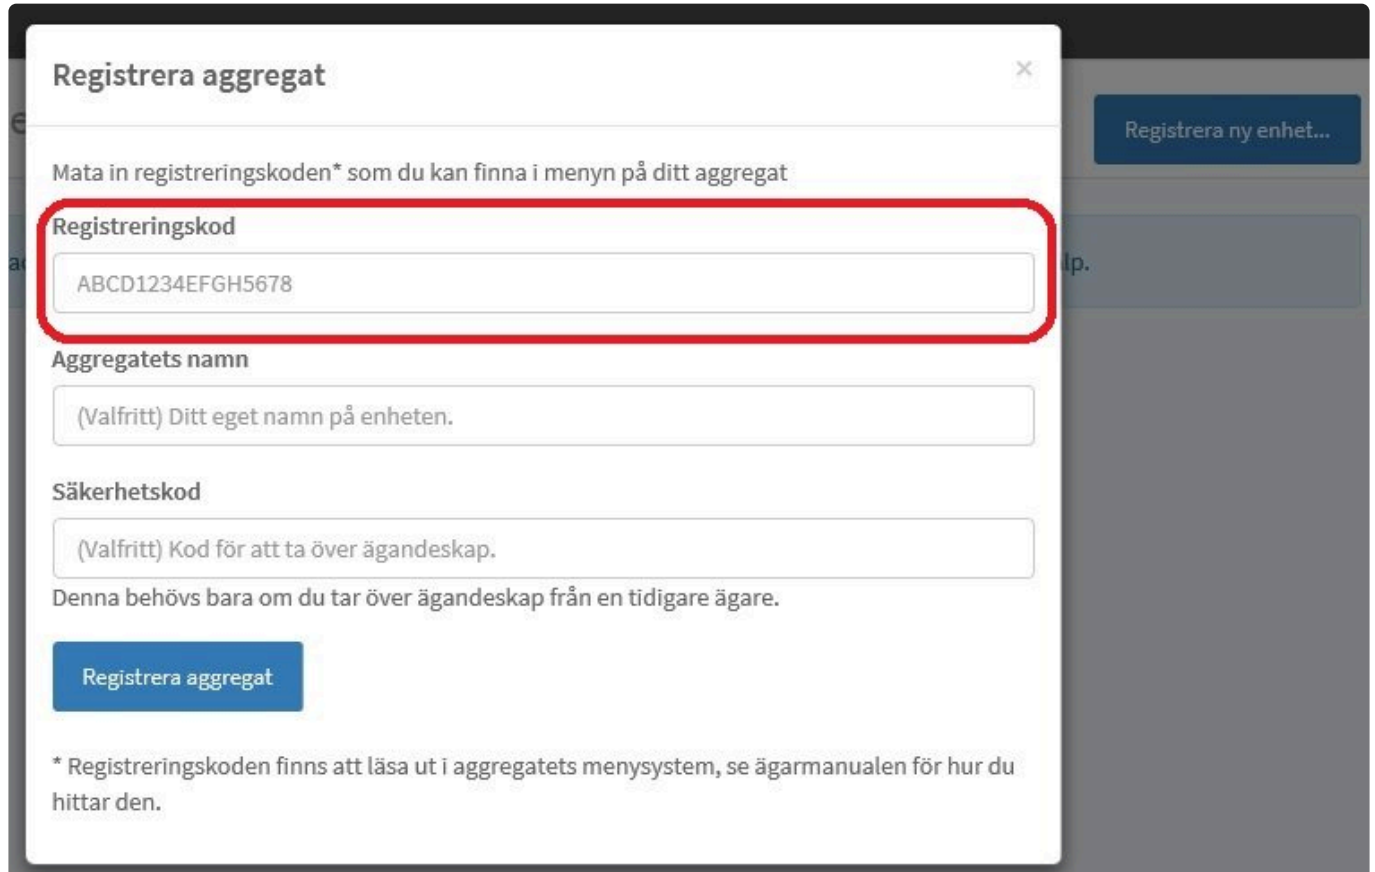 Registrera aggregat
×
Registrera ny enhet...
Mata in registreringskoden* som du kan finna i menyn på ditt aggregat
Registreringskod
ABCD1234EFGH5678
Aggregatets namn
(Valfritt) Ditt eget namn på enheten.
Säkerhetskod
(Valfritt) Kod för att ta över ägandeskap.
Denna behövs bara om du tar över ägandeskap från en tidigare ägare.
Registrera aggregat
* Registreringskoden finns att läsa ut i aggregatets menysystem, se ägarmanualen för hur du
hittar den.